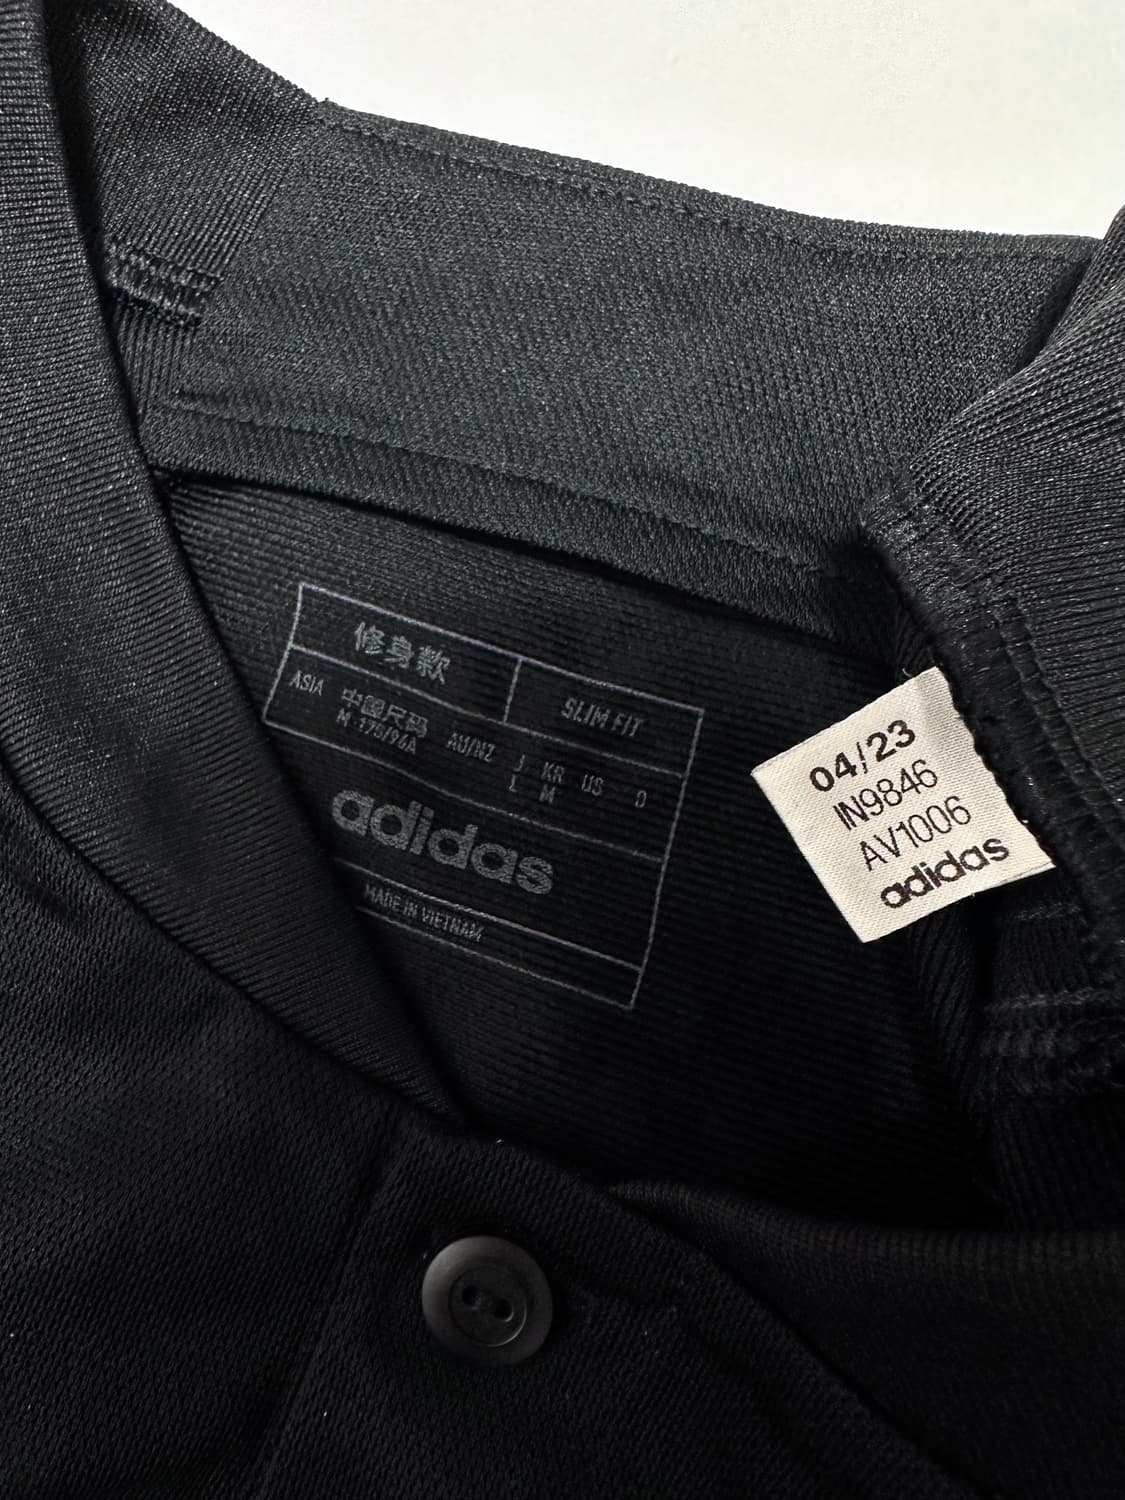 修身款
SLIM FIT
ASIA 中国尺码 AU/NZ J KR US
M 175/96A L M
adidas
MADE IN VIETNAM
04/23
IN9846
AV1006
adidas